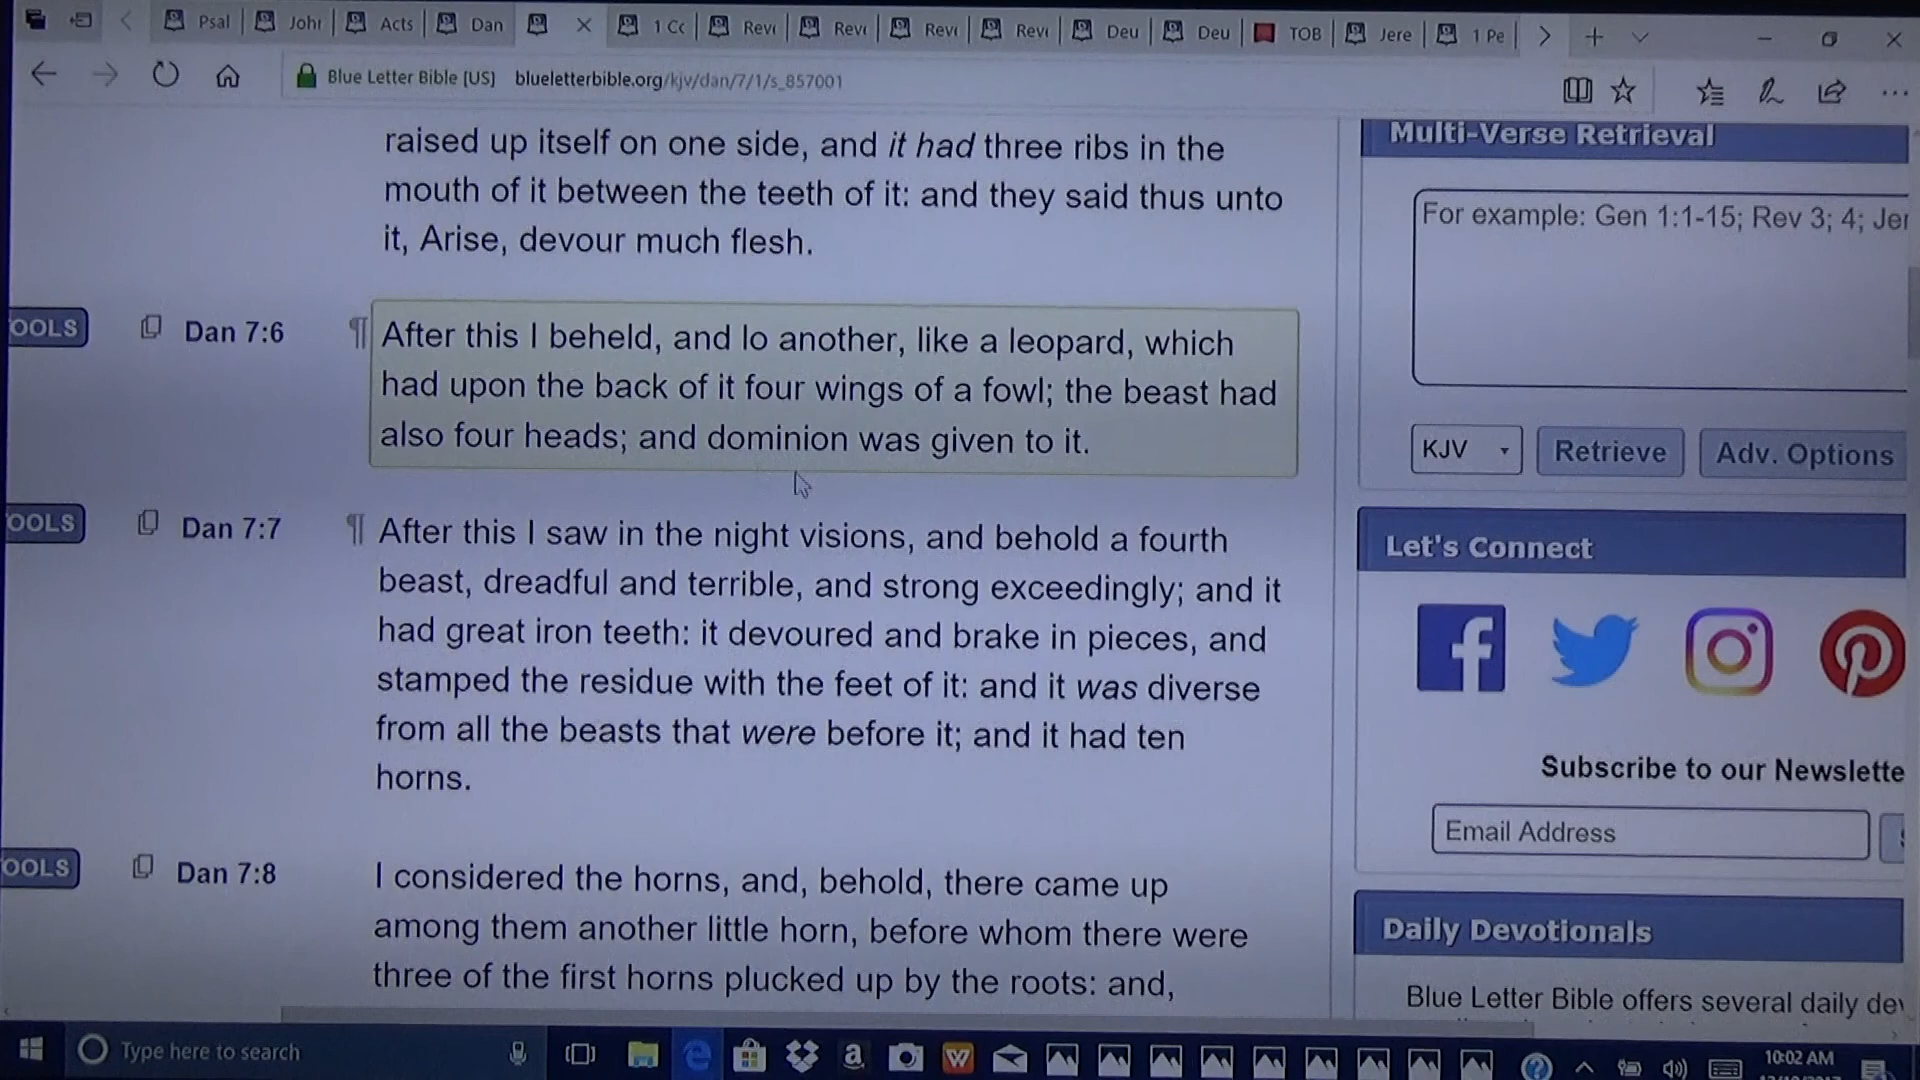 Psal
Johr
Acts
Dan
1 Cc
Reve
Reve
Reve
Reve
Deu
Deu
TOB
Jere
1 Pe
Blue Letter Bible [US]
blueletterbible.org/kjv/dan/7/1/s_857001
raised up itself on one side, and it had three ribs in the
mouth of it between the teeth of it: and they said thus unto
it, Arise, devour much flesh.
OOLS
Dan 7:6
¶ After this I beheld, and lo another, like a leopard, which
had upon the back of it four wings of a fowl; the beast had
also four heads; and dominion was given to it.
OOLS
Dan 7:7
¶ After this I saw in the night visions, and behold a fourth
beast, dreadful and terrible, and strong exceedingly; and it
had great iron teeth: it devoured and brake in pieces, and
stamped the residue with the feet of it: and it was diverse
from all the beasts that were before it; and it had ten
horns.
OOLS
Dan 7:8
I considered the horns, and, behold, there came up
among them another little horn, before whom there were
three of the first horns plucked up by the roots: and,
Multi-Verse Retrieval
For example: Gen 1:1-15; Rev 3; 4; Jer
KJV
Retrieve
Adv. Options
Let's Connect
Subscribe to our Newslette
Email Address
Daily Devotionals
Blue Letter Bible offers several daily de
Type here to search
10:02 AM